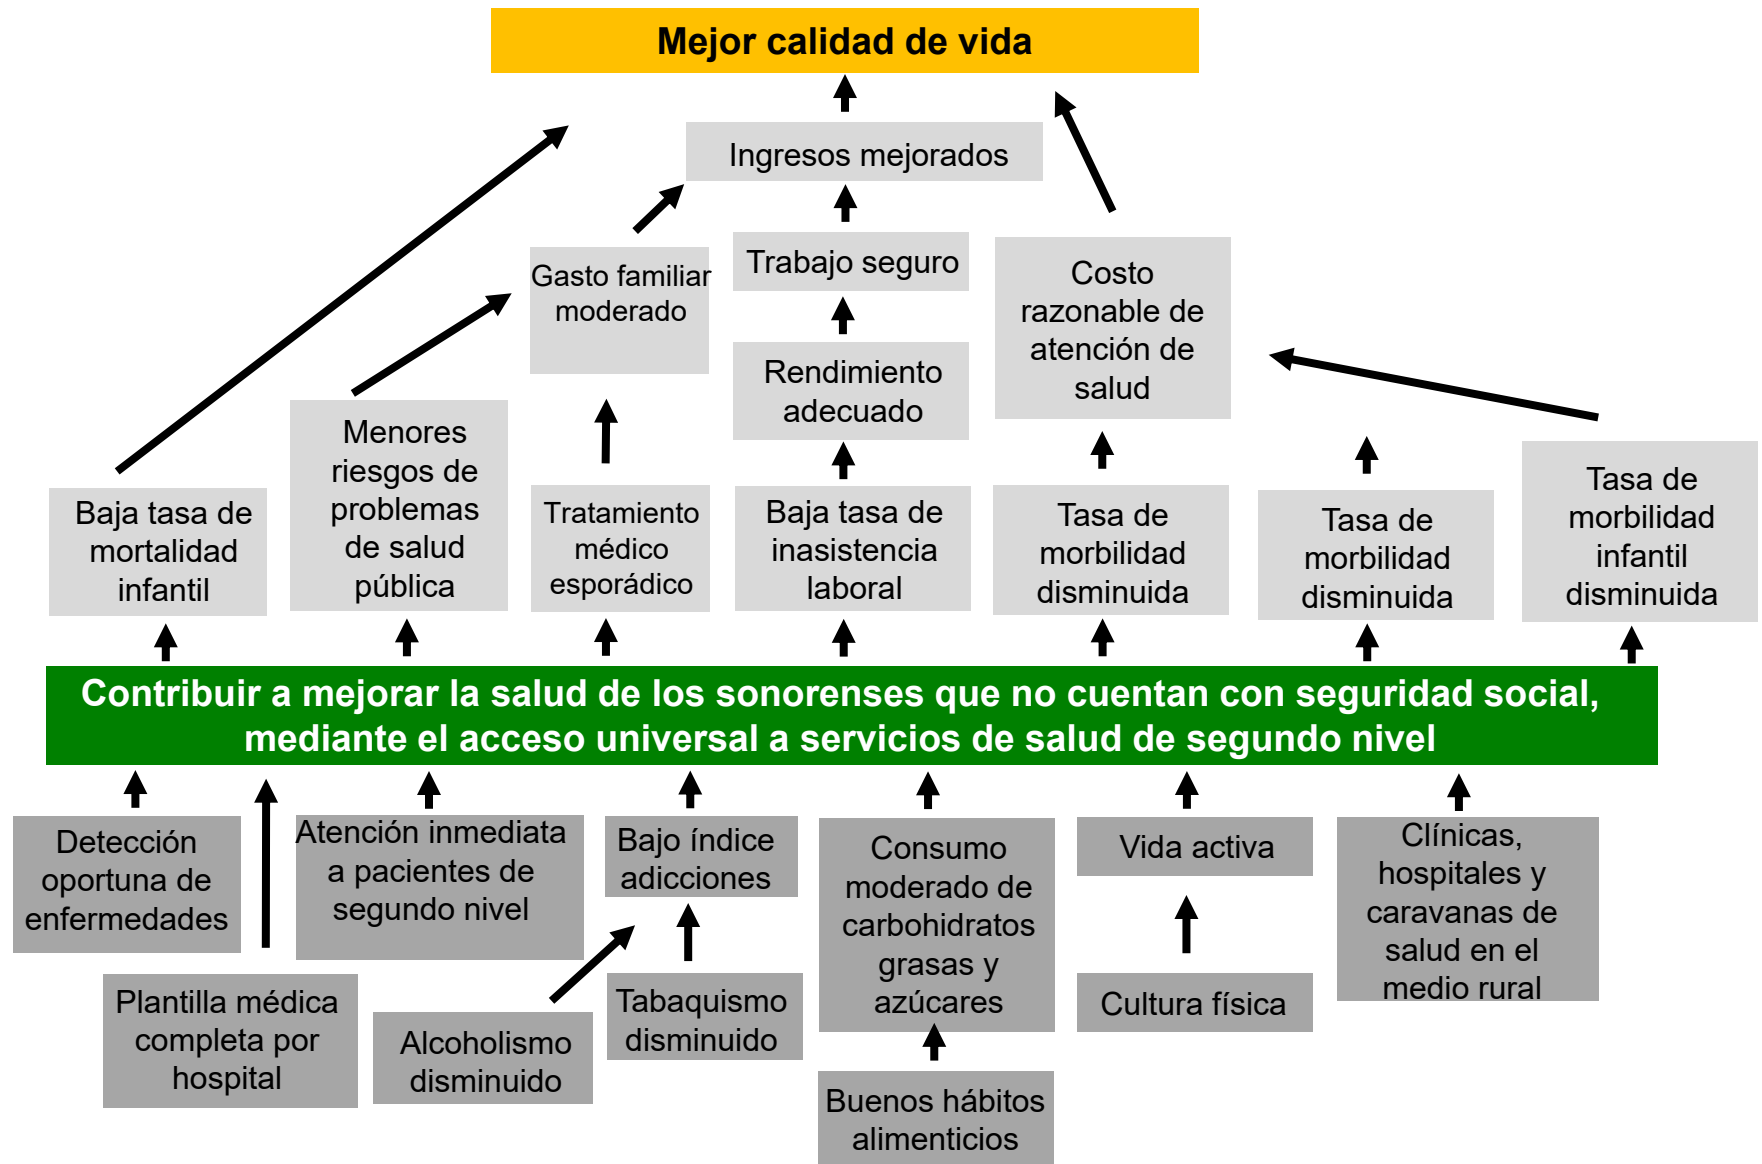 Mejor calidad de vida
Ingresos mejorados
Gasto familiar
moderado
Trabajo seguro
Costo
razonable de
atención de
salud
Rendimiento
adecuado
Baja tasa de
mortalidad
infantil
Menores
riesgos de
problemas
de salud
pública
Tratamiento
médico
esporádico
Baja tasa de
inasistencia
laboral
Tasa de
morbilidad
disminuida
Tasa de
morbilidad
disminuida
Tasa de
morbilidad
infantil
disminuida
Contribuir a mejorar la salud de los sonorenses que no cuentan con seguridad social,
mediante el acceso universal a servicios de salud de segundo nivel
Detección
oportuna de
enfermedades
Atención inmediata
a pacientes de
segundo nivel
Bajo índice
adicciones
Consumo
moderado de
carbohidratos
grasas y
azúcares
Vida activa
Clínicas,
hospitales y
caravanas de
salud en el
medio rural
Plantilla médica
completa por
hospital
Alcoholismo
disminuido
Tabaquismo
disminuido
Cultura física
Buenos hábitos
alimenticios